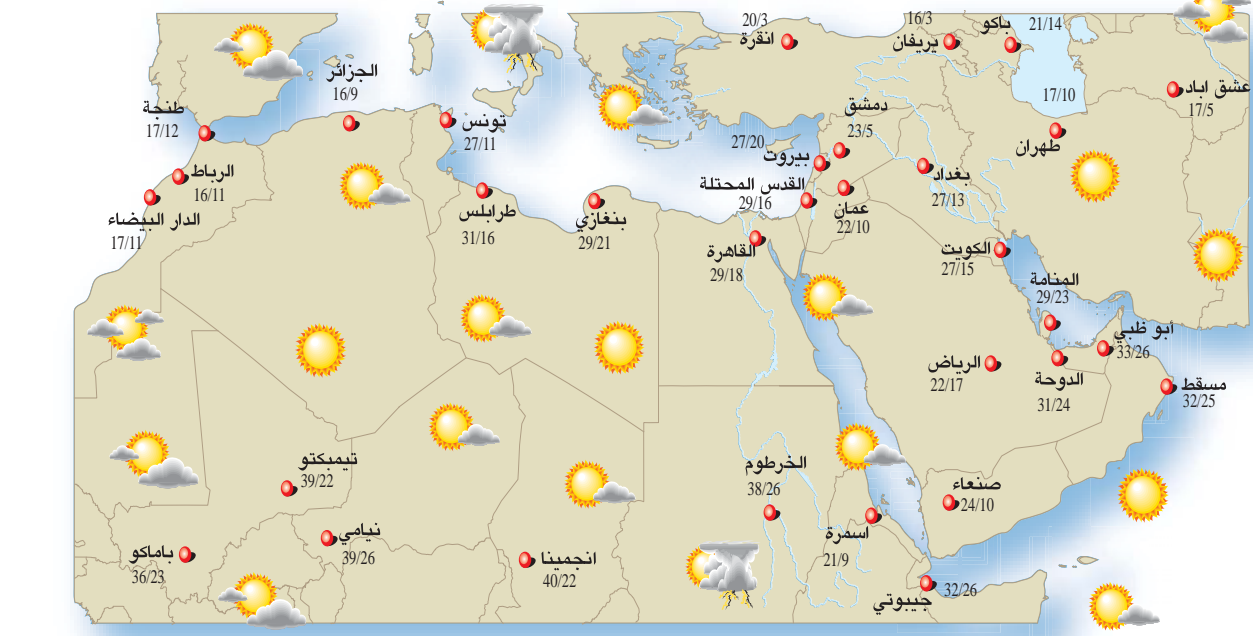 20/3
انقرة
16/3
يريفان
باكو
21/14
17/10
عشق اباد
17/5
طهران
الجزائر
16/9
طنجة
17/12
تونس
27/11
دمشق
23/5
27/20
بيروت
القدس المحتلة
29/16
بغداد
27/13
عمان
22/10
الرباط
16/11
الدار البيضاء
17/11
طرابلس
31/16
بنغازي
29/21
القاهرة
29/18
الكويت
27/15
المنامة
29/23
أبو ظبي
33/26
الرياض
22/17
الدوحة
31/24
مسقط
32/25
تيمبكتو
39/22
الخرطوم
38/26
صنعاء
24/10
نيامي
39/26
باماكو
36/23
انجمينا
40/22
اسمرة
21/9
32/26
جيبوتي